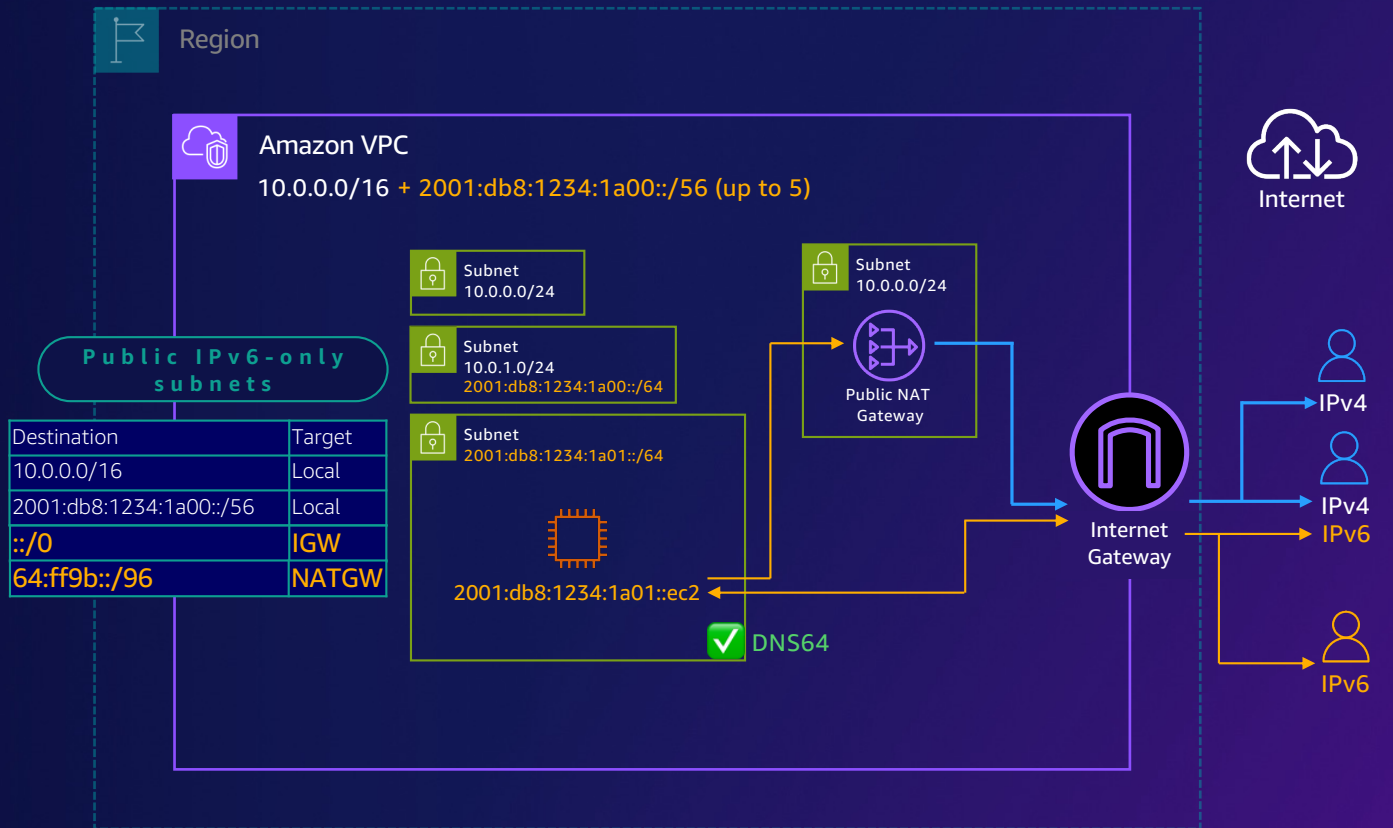 Region
Amazon VPC
10.0.0.0/16 + 2001:db8:1234:1a00::/56 (up to 5)
Internet
Subnet
10.0.0.0/24
Subnet
10.0.1.0/24
2001:db8:1234:1a00::/64
Subnet
2001:db8:1234:1a01::/64
2001:db8:1234:1a01::ec2
DNS64
Subnet
10.0.0.0/24
Public NAT
Gateway
Public IPv6-only
subnets
Destination Target
10.0.0.0/16 Local
2001:db8:1234:1a00::/56 Local
::/0 IGW
64:ff9b::/96 NATGW
Internet
Gateway
IPv4
IPv4
IPv6
IPv6